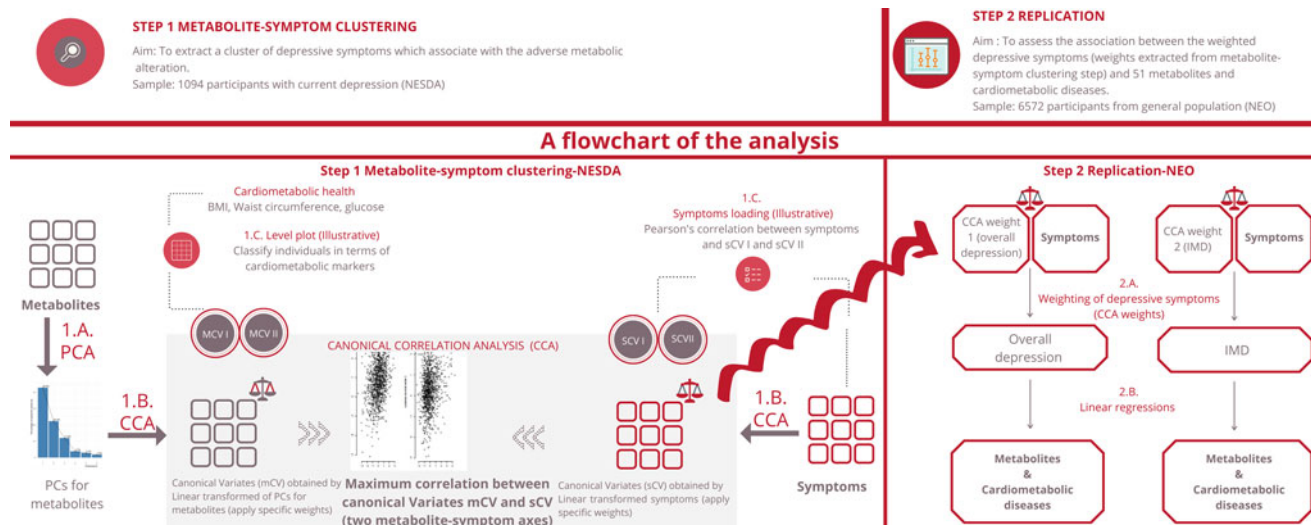 STEP 1 METABOLITE-SYMPTOM CLUSTERING
Aim: To extract a cluster of depressive symptoms which associate with the adverse metabolic
alteration.
Sample: 1094 participants with current depression (NESDA)
STEP 2 REPLICATION
Aim : To assess the association between the weighted
depressive symptoms (weights extracted from metabolite-
symptom clustering step) and 51 metabolites and
cardiometabolic diseases.
Sample: 6572 participants from general population (NEO)
A flowchart of the analysis
Step 1 Metabolite-symptom clustering-NESDA
Cardiometabolic health
BMI, Waist circumference, glucose
1.C. Level plot (Illustrative)
Classify individuals in terms of
cardiometabolic markers
1.C.
Symptoms loading (Illustrative)
Pearson's correlation between symptoms
and sCV I and sCV II
Metabolites
1.A.
PCA
PCs for
metabolites
1.B.
CCA
MCV I
MCV II
CANONICAL CORRELATION ANALYSIS (CCA)
SCV I
SCVII
1.B.
CCA
Symptoms
Canonical Variates (mCV) obtained by
Linear transformed of PCs for
metabolites (apply specific weights)
Maximum correlation between
canonical Variates mCV and sCV
(two metabolite-symptom axes)
Canonical Variates (sCV) obtained by
Linear transformed symptoms (apply
specific weights)
Step 2 Replication-NEO
CCA weight
1 (overall
depression)
Symptoms
CCA weight
2 (IMD)
Symptoms
2.A.
Weighting of depressive symptoms
(CCA weights)
Overall
depression
IMD
2.B.
Linear regressions
Metabolites
&
Cardiometabolic
diseases
Metabolites
&
Cardiometabolic
diseases